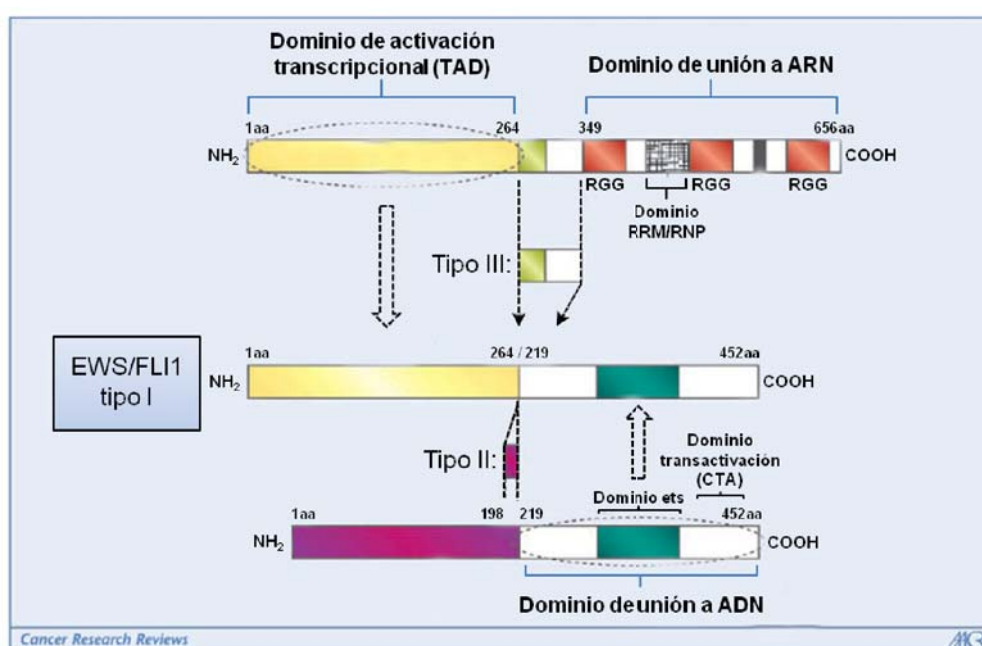 Dominio de activación
transcripcional (TAD)
Dominio de unión a ARN
1aa
264
349
656aa
NH2
COOH
RGG
RGG
RGG
Dominio
RRM/RNP
Tipo III:
EWS/FLI1
tipo I
1aa
264 / 219
452aa
NH2
COOH
Tipo II:
Dominio
transactivación
(CTA)
Dominio ets
1aa
198
219
452aa
NH2
COOH
Dominio de unión a ADN
Cancer Research Reviews